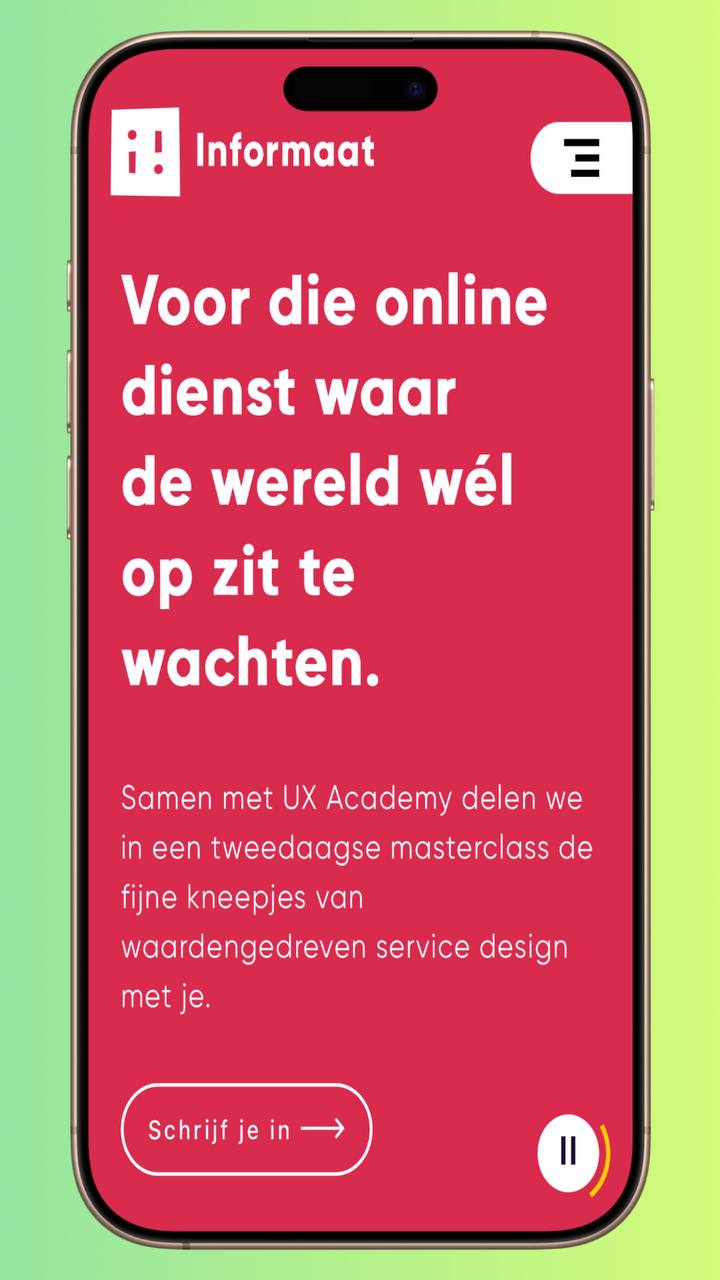 i! Informaat
Voor die online
dienst waar
de wereld wél
op zit te
wachten.
Samen met UX Academy delen we
in een tweedaagse masterclass de
fijne kneepjes van
waardengedreven service design
met je.
Schrijf je in